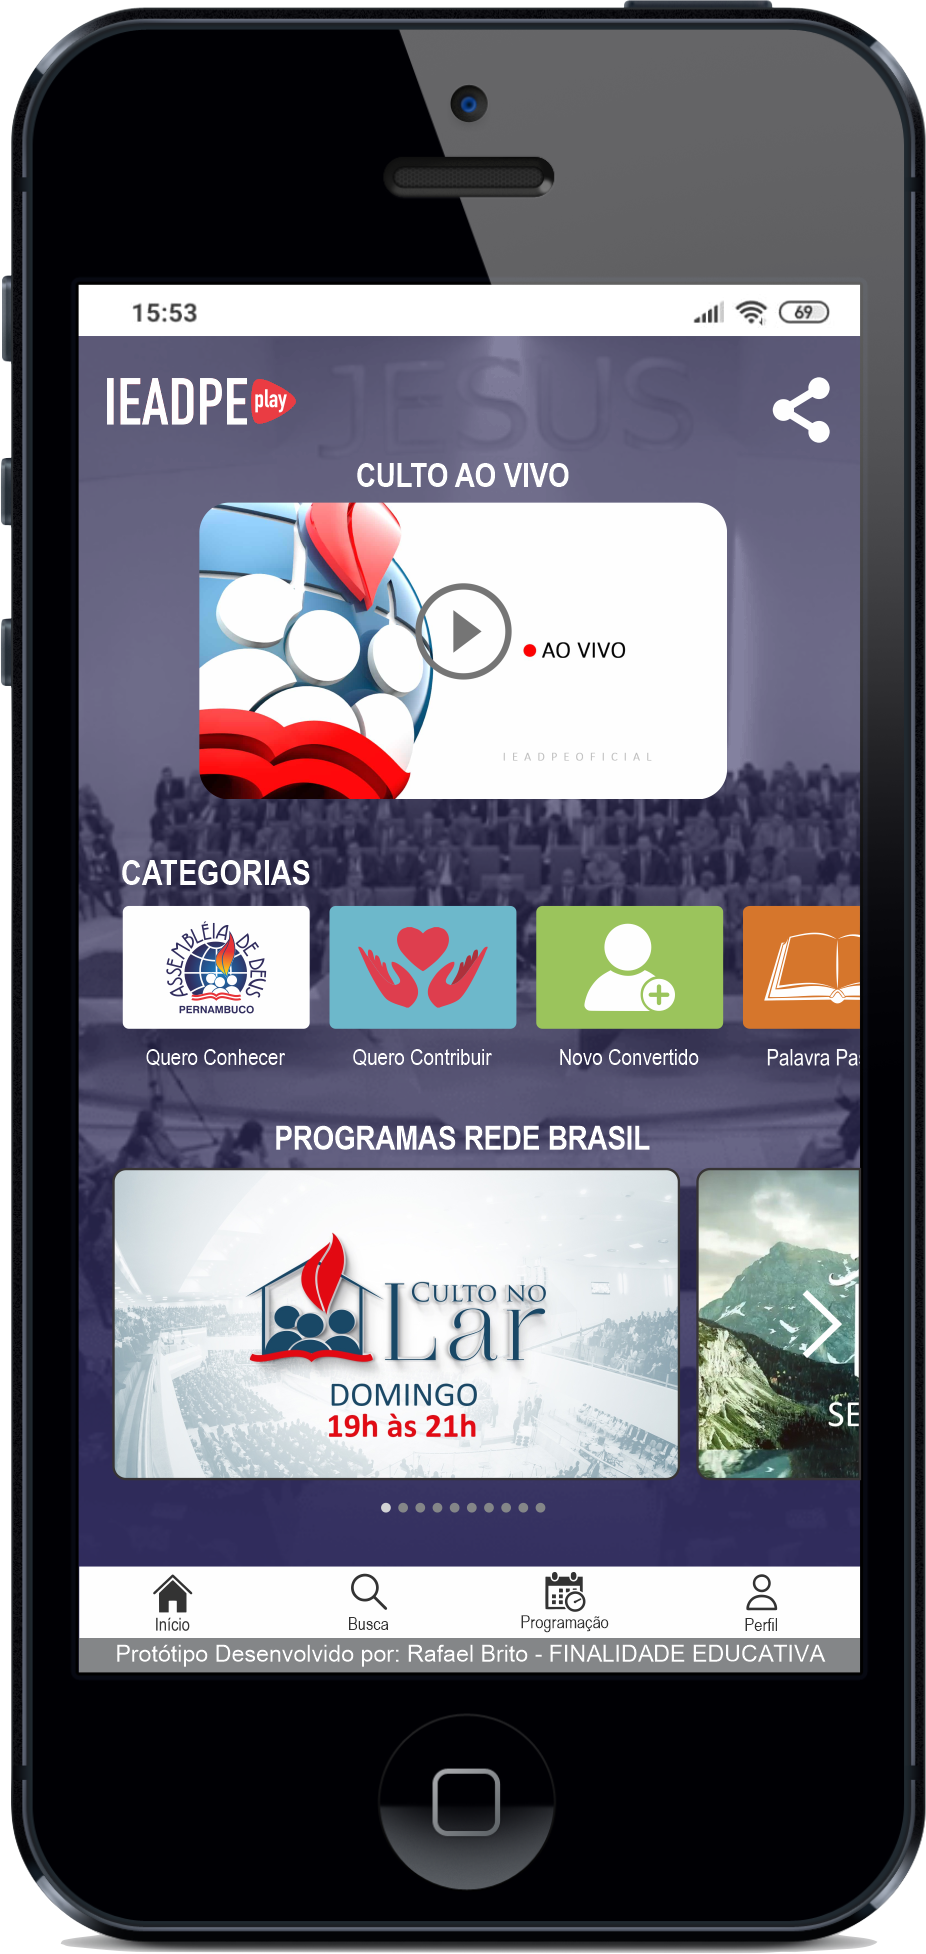 15:53
69
JESUS
IEADPE play
CULTO AO VIVO
AO VIVO
IEADPEOFICIAL
CATEGORIAS
ASSEMBLÉIA DE DEUS
PERNAMBUCO
Quero Conhecer
Quero Contribuir
Novo Convertido
Palavra Pas
PROGRAMAS REDE BRASIL
CULTO NO
Lar
DOMINGO
19h às 21h
SE
Início
Busca
Programação
Perfil
Protótipo Desenvolvido por: Rafael Brito - FINALIDADE EDUCATIVA